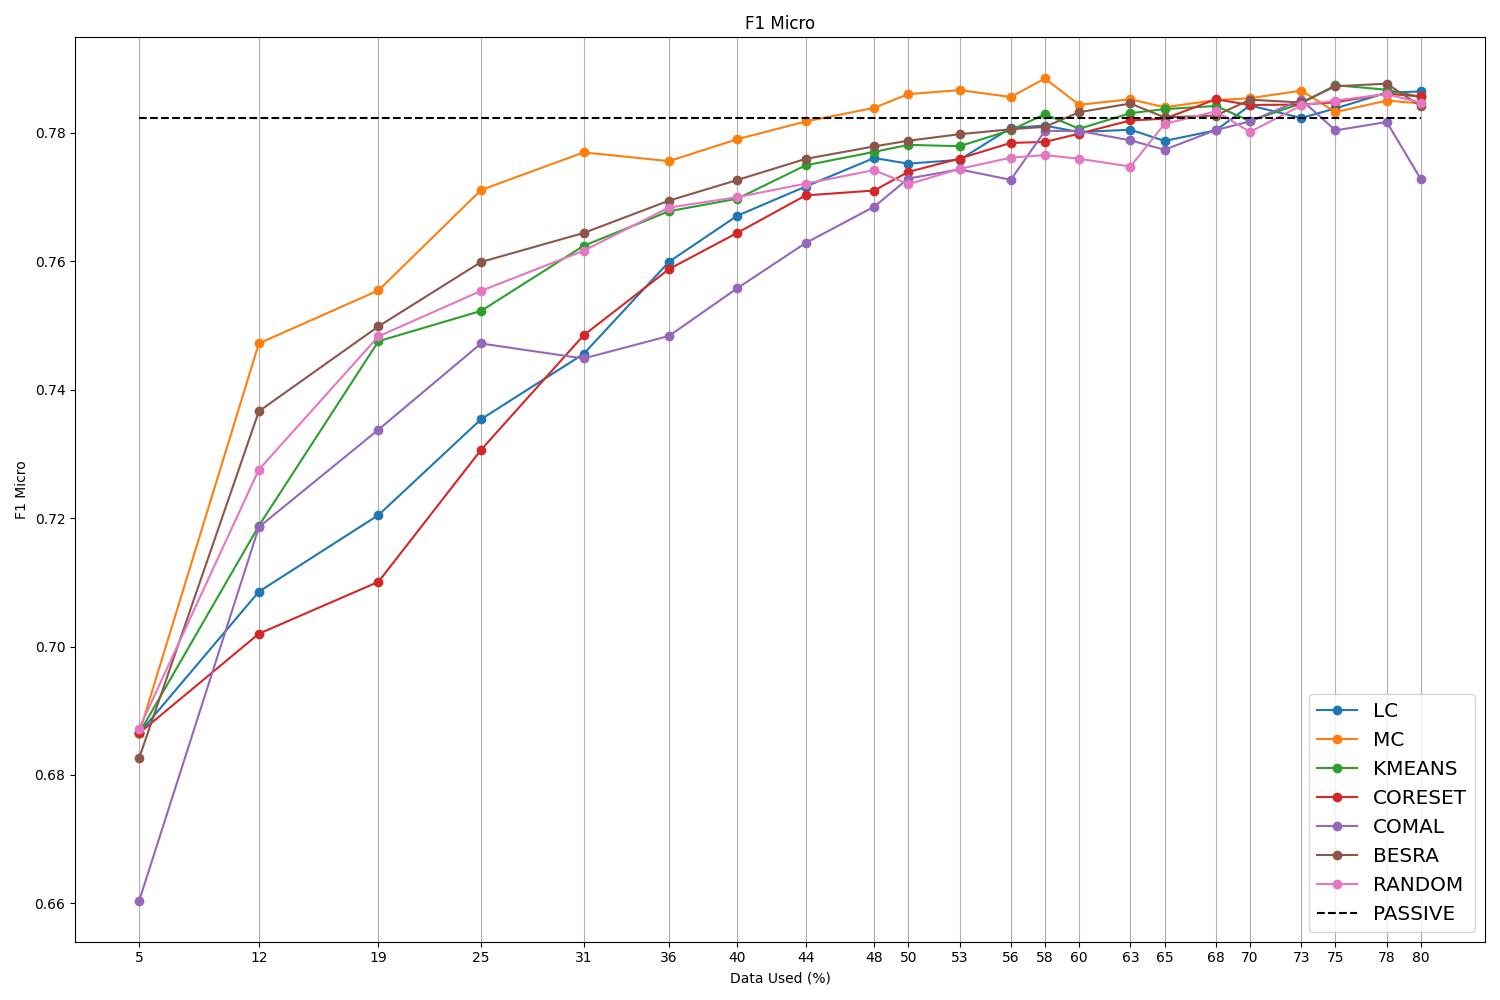 F1 Micro
F1 Micro
0.78
0.76
0.74
0.72
0.70
0.68
0.66
5 12 19 25 31 36 40 44 48 50 53 56 58 60 63 65 68 70 73 75 78 80
Data Used (%)
LC
MC
KMEANS
CORESET
COMAL
BESRA
RANDOM
PASSIVE